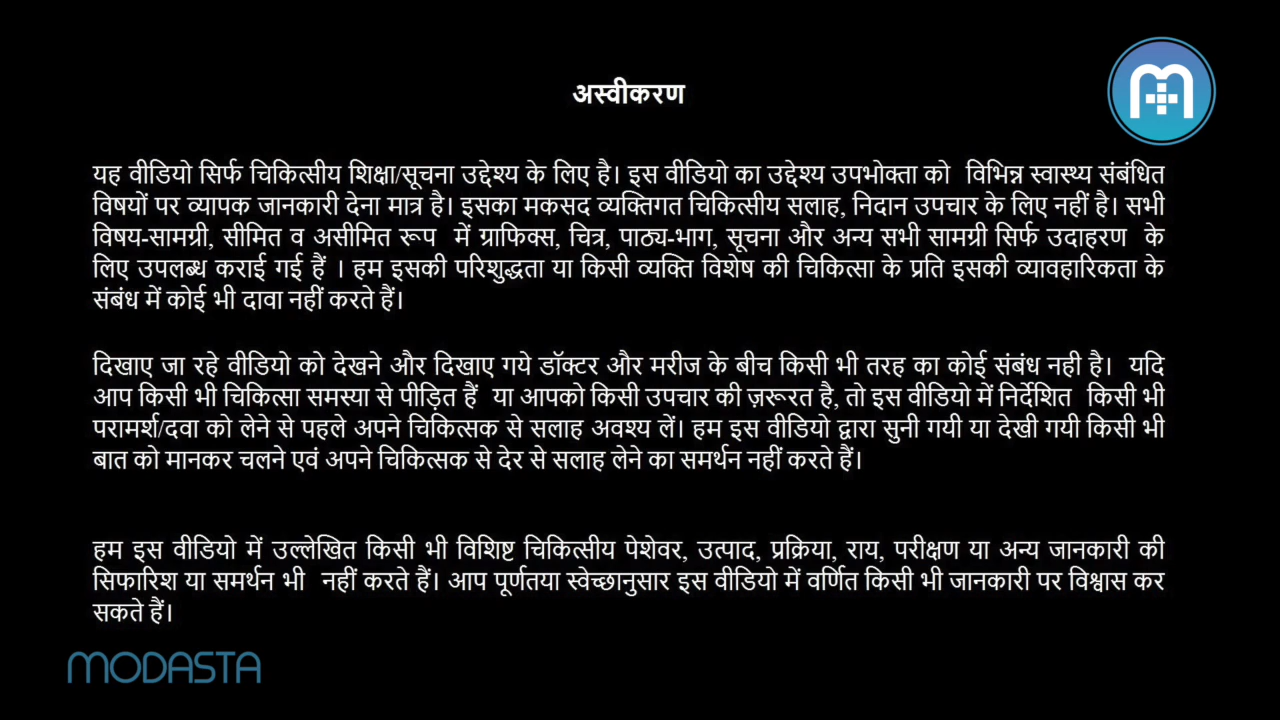 अस्वीकरण
यह वीडियो सिर्फ चिकित्सीय शिक्षा/सूचना उद्देश्य के लिए है। इस वीडियो का उद्देश्य उपभोक्ता को विभिन्न स्वास्थ्य संबंधित
विषयों पर व्यापक जानकारी देना मात्र है। इसका मकसद व्यक्तिगत चिकित्सीय सलाह, निदान उपचार के लिए नहीं है। सभी
विषय-सामग्री, सीमित व असीमित रूप में ग्राफिक्स, चित्र, पाठ्य-भाग, सूचना और अन्य सभी सामग्री सिर्फ उदाहरण के
लिए उपलब्ध कराई गई हैं । हम इसकी परिशुद्धता या किसी व्यक्ति विशेष की चिकित्सा के प्रति इसकी व्यावहारिकता के
संबंध में कोई भी दावा नहीं करते हैं।
दिखाए जा रहे वीडियो को देखने और दिखाए गये डॉक्टर और मरीज के बीच किसी भी तरह का कोई संबंध नही है। यदि
आप किसी भी चिकित्सा समस्या से पीड़ित हैं या आपको किसी उपचार की ज़रूरत है, तो इस वीडियो में निर्देशित किसी भी
परामर्श/दवा को लेने से पहले अपने चिकित्सक से सलाह अवश्य लें। हम इस वीडियो द्वारा सुनी गयी या देखी गयी किसी भी
बात को मानकर चलने एवं अपने चिकित्सक से देर से सलाह लेने का समर्थन नहीं करते हैं।
हम इस वीडियो में उल्लेखित किसी भी विशिष्ट चिकित्सीय पेशेवर, उत्पाद, प्रक्रिया, राय, परीक्षण या अन्य जानकारी की
सिफारिश या समर्थन भी नहीं करते हैं। आप पूर्णतया स्वेच्छानुसार इस वीडियो में वर्णित किसी भी जानकारी पर विश्वास कर
सकते हैं।
MODASTA